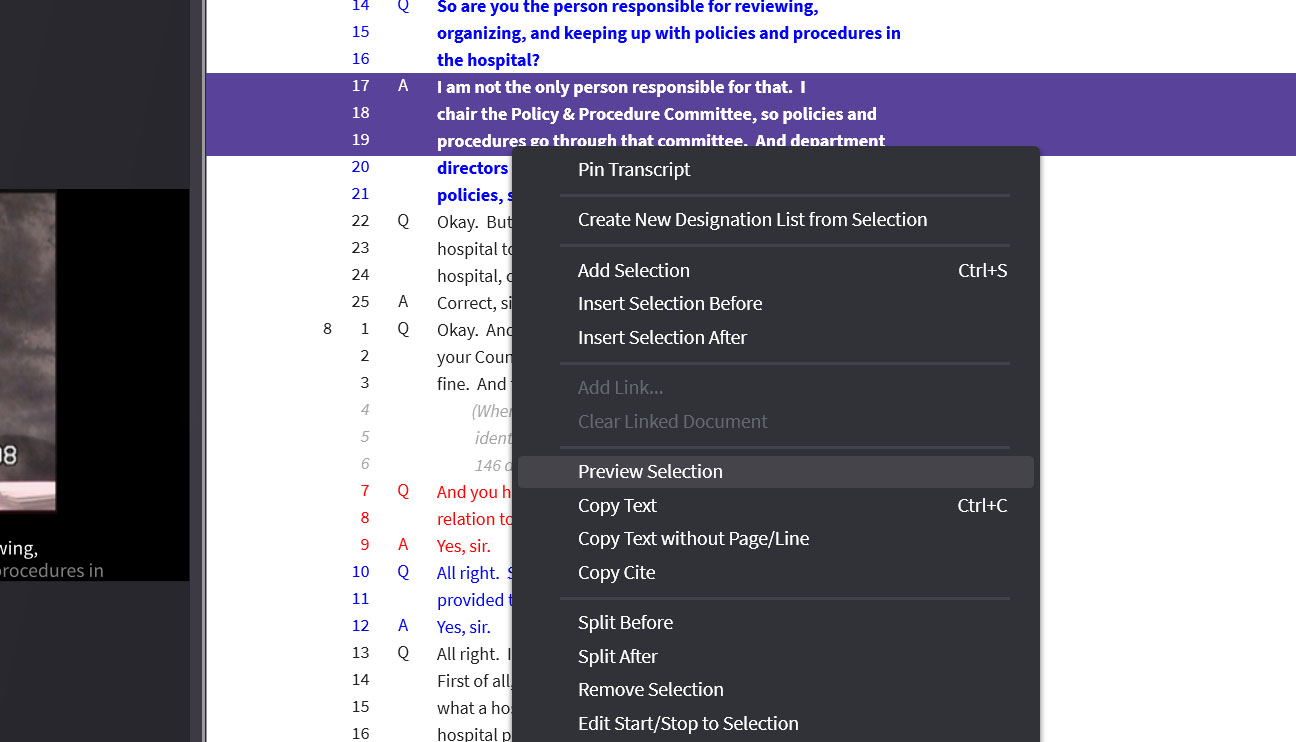 14 Q So are you the person responsible for reviewing,
15 organizing, and keeping up with policies and procedures in
16 the hospital?
17 A I am not the only person responsible for that. I
18 chair the Policy & Procedure Committee, so policies and
19 procedures go through that committee. And department
20 directors
21 policies, s
22 Q Okay. But
23 hospital to
24 hospital, o
25 A Correct, si
8 1 Q Okay. And
2 your Coun
3 fine. And
4 (When
5 ident
6 146 d
7 Q And you h
8 relation to
9 A Yes, sir.
10 Q All right. S
11 provided t
12 A Yes, sir.
13 Q All right. I
14 First of all,
15 what a hos
16 hospital p
Pin Transcript
Create New Designation List from Selection
Add Selection Ctrl+S
Insert Selection Before
Insert Selection After
Add Link...
Clear Linked Document
Preview Selection
Copy Text Ctrl+C
Copy Text without Page/Line
Copy Cite
Split Before
Split After
Remove Selection
Edit Start/Stop to Selection
08
wing,
procedures in